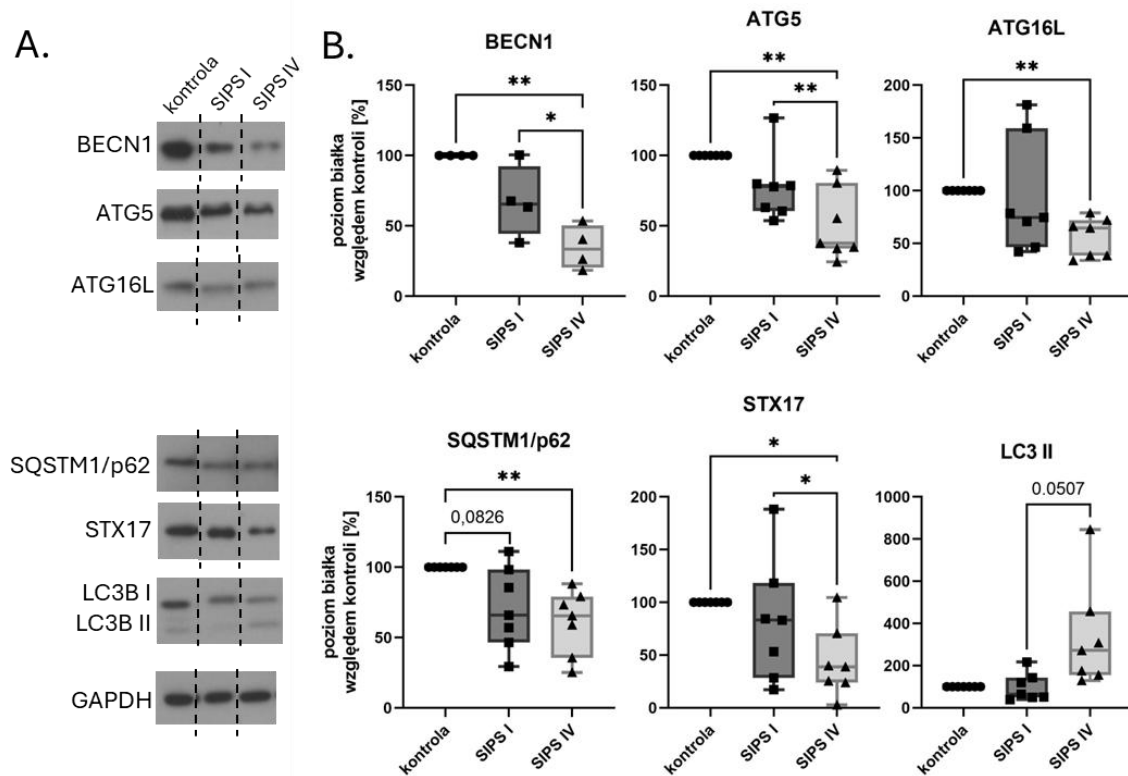 A.
kontrola
SIPS I
SIPS IV
BECN1
ATG5
ATG16L
SQSTM1/p62
STX17
LC3B I
LC3B II
GAPDH
B.
BECN1
poziom białka
względem kontroli [%]
150
100
50
0
**
*
kontrola
SIPS I
SIPS IV
ATG5
150
100
50
0
**
**
kontrola
SIPS I
SIPS IV
ATG16L
200
150
100
50
0
**
kontrola
SIPS I
SIPS IV
SQSTM1/p62
poziom białka
względem kontroli [%]
150
100
50
0
**
0,0826
kontrola
SIPS I
SIPS IV
STX17
200
150
100
50
0
*
*
kontrola
SIPS I
SIPS IV
LC3 II
1000
800
600
400
200
0
0.0507
kontrola
SIPS I
SIPS IV